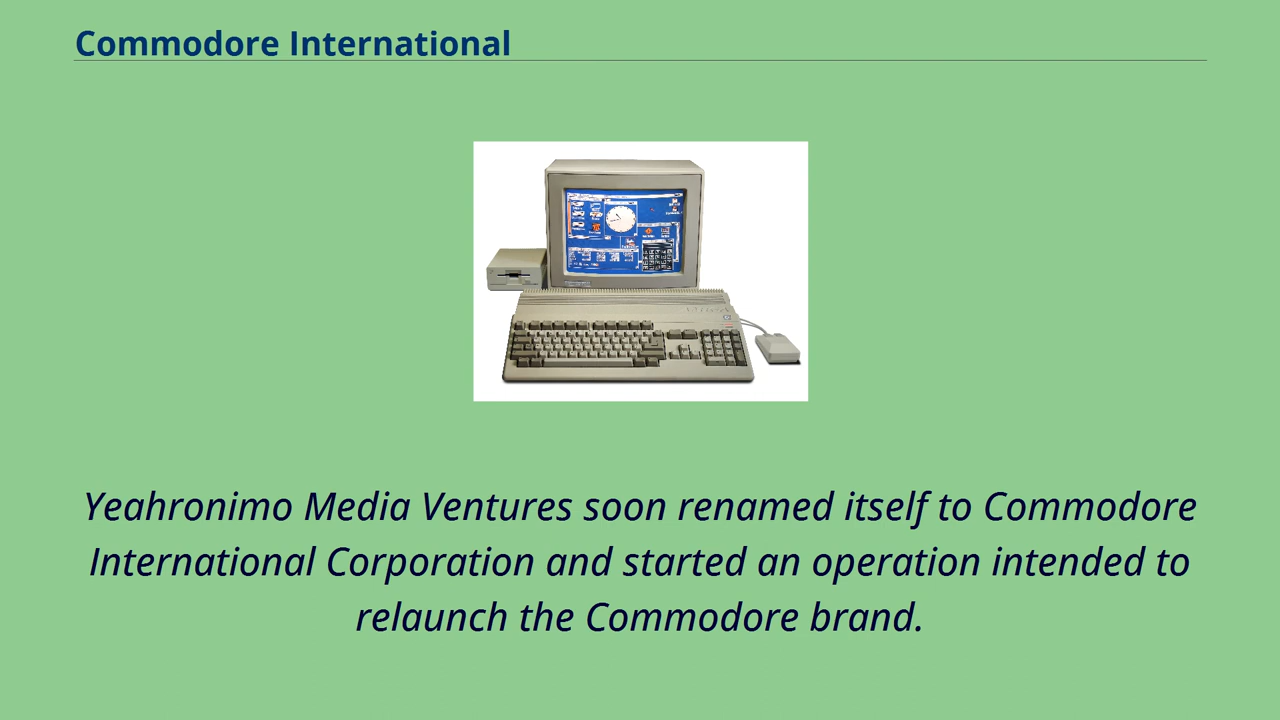 Commodore International
Yeahronimo Media Ventures soon renamed itself to Commodore
International Corporation and started an operation intended to
relaunch the Commodore brand.